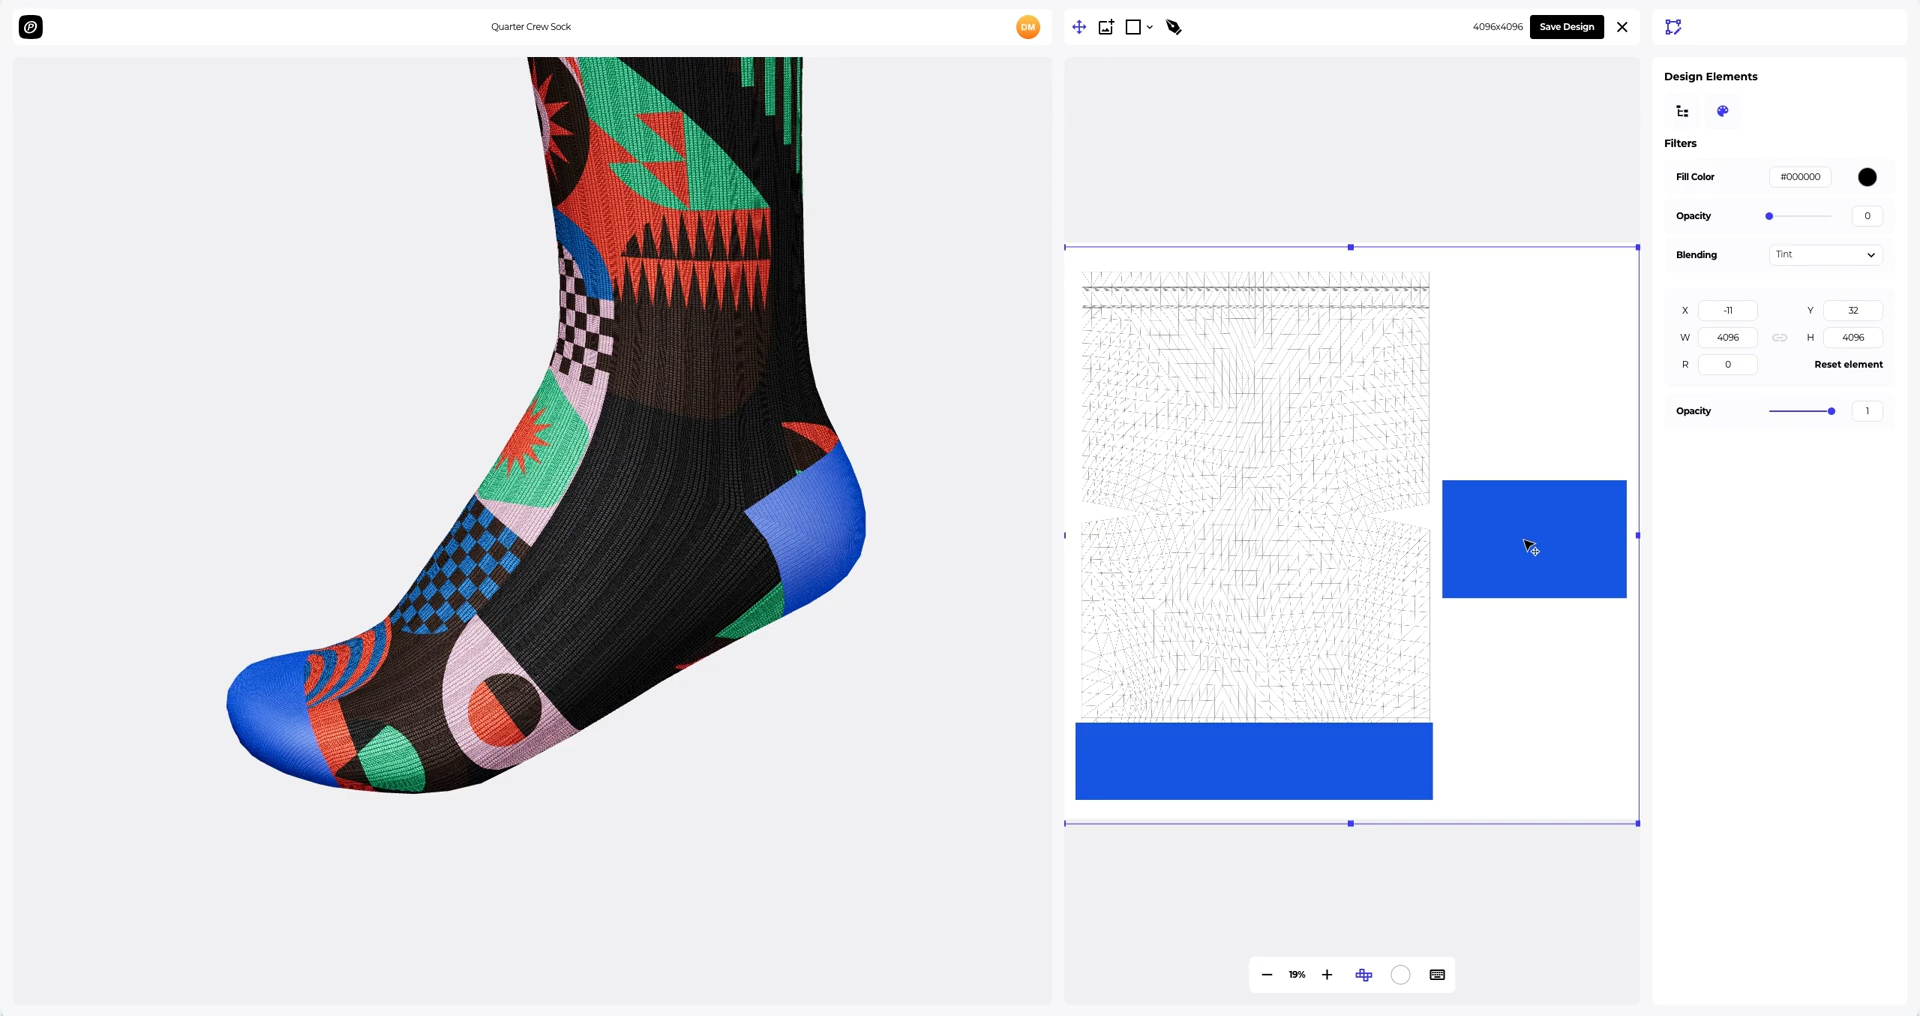 Quarter Crew Sock
DM
4096x4096
Save Design
Design Elements
Filters
Fill Color
#000000
Opacity
0
Blending
Tint
X
-11
Y
32
W
4096
H
4096
R
0
Reset element
Opacity
1
19%